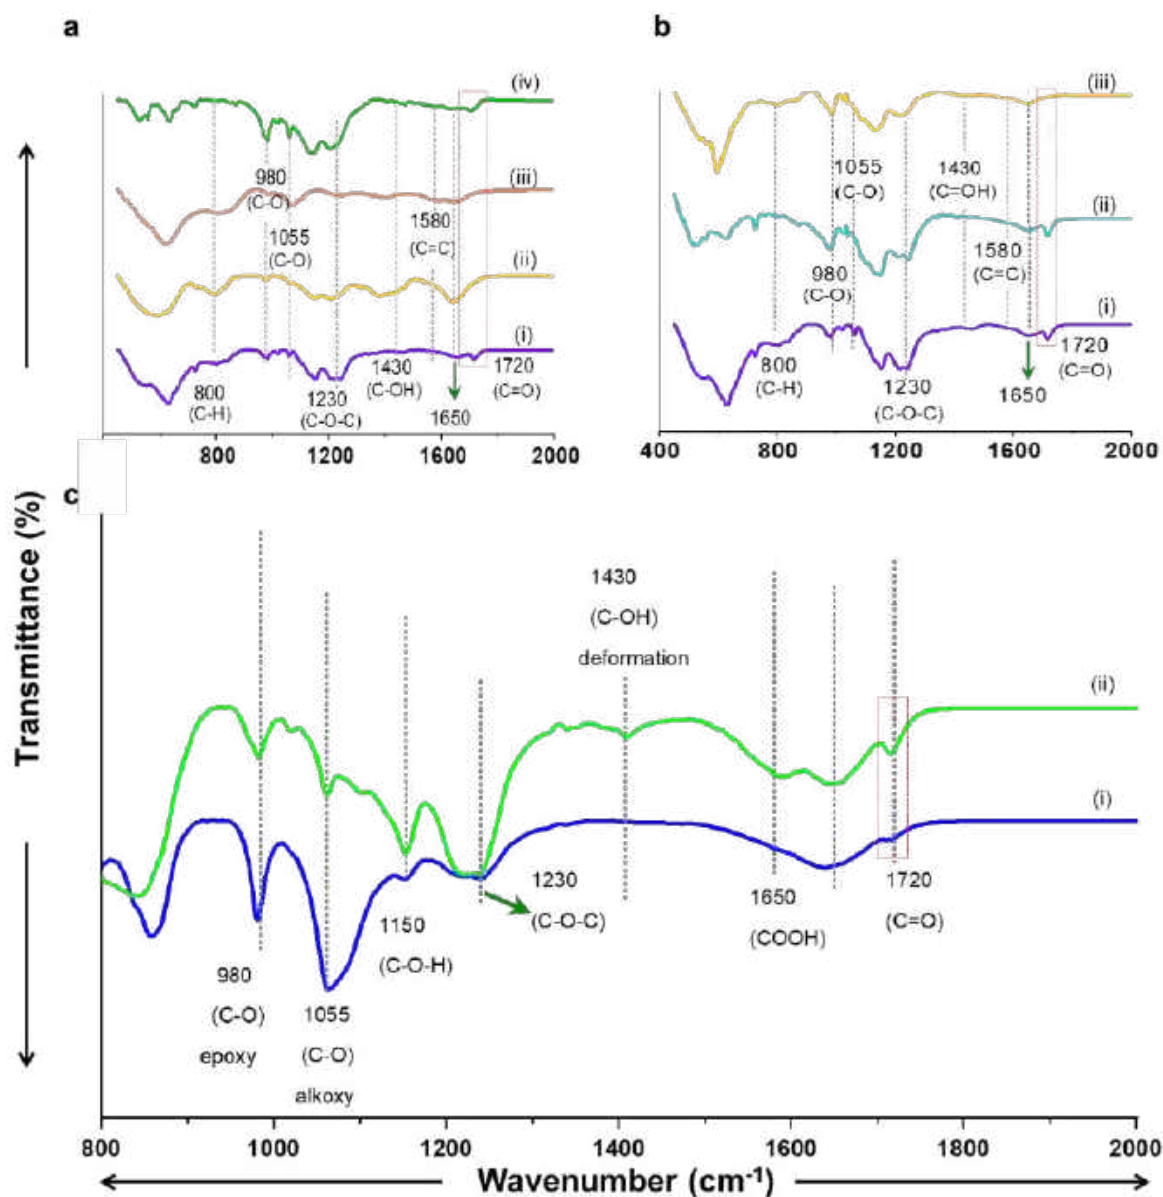 a
(iv)
980
(C-O)
(iii)
1055
(C-O)
1580
(C=C)
(ii)
(i)
800
(C-H)
1230
(C-O-C)
1430
(C-OH)
1650
1720
(C=O)
800 1200 1600 2000
b
(iii)
1055
(C-O)
1430
(C=OH)
(ii)
980
(C-O)
1580
(C=C)
(i)
800
(C-H)
1230
(C-O-C)
1650
1720
(C=O)
400 800 1200 1600 2000
c
Transmittance (%)
1430
(C-OH)
deformation
(ii)
(i)
980
(C-O)
epoxy
1055
(C-O)
alkoxy
1150
(C-O-H)
1230
(C-O-C)
1650
(COOH)
1720
(C=O)
800 1000 1200 1400 1600 1800 2000
Wavenumber (cm⁻¹)